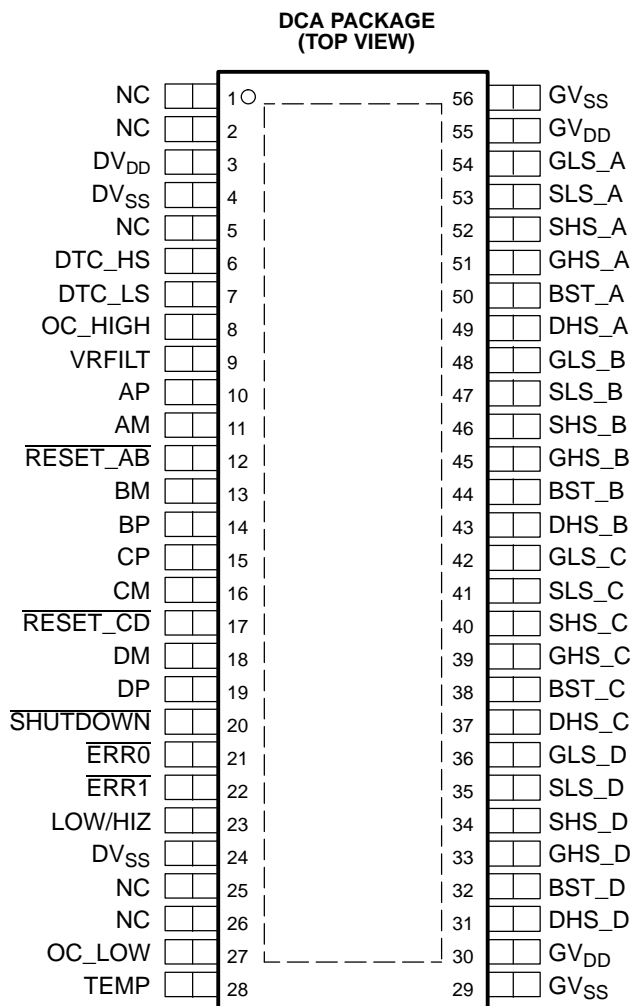 DCA PACKAGE
(TOP VIEW)
NC 1 56 GVSS
NC 2 55 GVDD
DVDD 3 54 GLS_A
DVSS 4 53 SLS_A
NC 5 52 SHS_A
DTC_HS 6 51 GHS_A
DTC_LS 7 50 BST_A
OC_HIGH 8 49 DHS_A
VRFILT 9 48 GLS_B
AP 10 47 SLS_B
AM 11 46 SHS_B
RESET_AB 12 45 GHS_B
BM 13 44 BST_B
BP 14 43 DHS_B
CP 15 42 GLS_C
CM 16 41 SLS_C
RESET_CD 17 40 SHS_C
DM 18 39 GHS_C
DP 19 38 BST_C
SHUTDOWN 20 37 DHS_C
ERR0 21 36 GLS_D
ERR1 22 35 SLS_D
LOW/HIZ 23 34 SHS_D
DVSS 24 33 GHS_D
NC 25 32 BST_D
NC 26 31 DHS_D
OC_LOW 27 30 GVDD
TEMP 28 29 GVSS